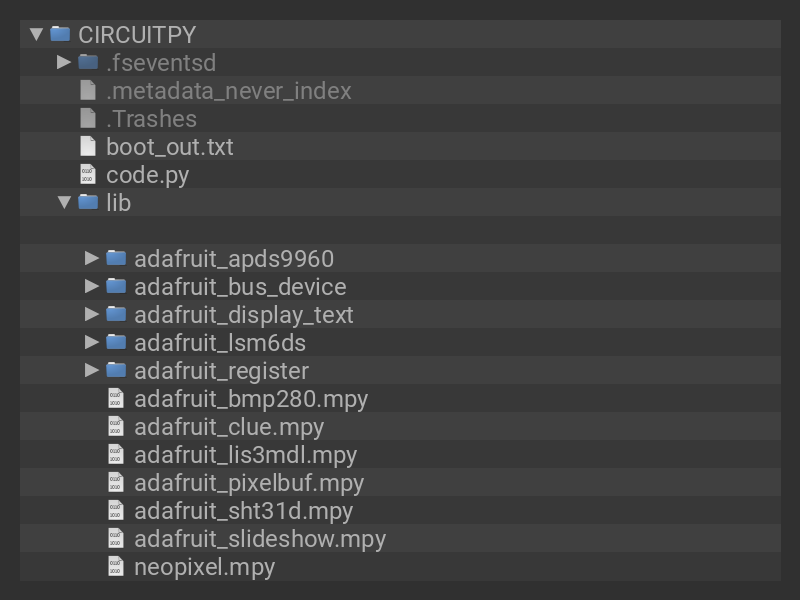 CIRCUITPY
.fseventsd
.metadata_never_index
.Trashes
boot_out.txt
code.py
lib
adafruit_apds9960
adafruit_bus_device
adafruit_display_text
adafruit_lsm6ds
adafruit_register
adafruit_bmp280.mpy
adafruit_clue.mpy
adafruit_lis3mdl.mpy
adafruit_pixelbuf.mpy
adafruit_sht31d.mpy
adafruit_slideshow.mpy
neopixel.mpy